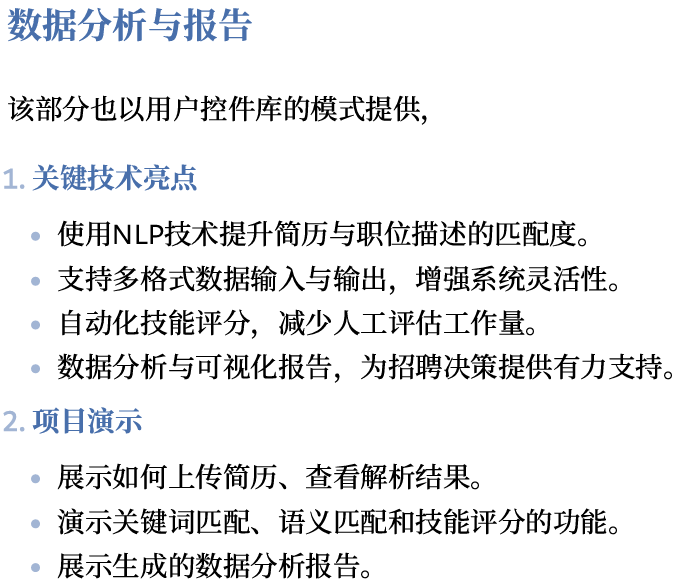 数据分析与报告
该部分也以用户控件库的模式提供，
1. 关键技术亮点
• 使用NLP技术提升简历与职位描述的匹配度。
• 支持多格式数据输入与输出，增强系统灵活性。
• 自动化技能评分，减少人工评估工作量。
• 数据分析与可视化报告，为招聘决策提供有力支持。
2. 项目演示
• 展示如何上传简历、查看解析结果。
• 演示关键词匹配、语义匹配和技能评分的功能。
• 展示生成的数据分析报告。